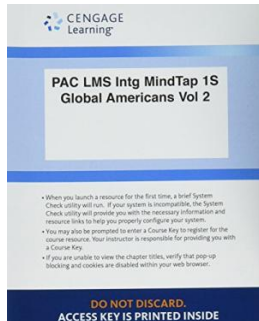 CENGAGE
Learning®
PAC LMS Intg MindTap 1S
Global Americans Vol 2
• When you launch a resource for the first time, a brief System
Check utility will run. If your system is incompatible, the System
Check utility will provide you with the necessary information and
resource links to help you properly configure your system.
• You may also be prompted to enter a Course Key to register for the
course resource. Your instructor is responsible for providing you with
a Course Key.
• If you are unable to view the chapter titles, verify that pop-up
blocking and cookies are disabled within your web browser.
DO NOT DISCARD.
ACCESS KEY IS PRINTED INSIDE